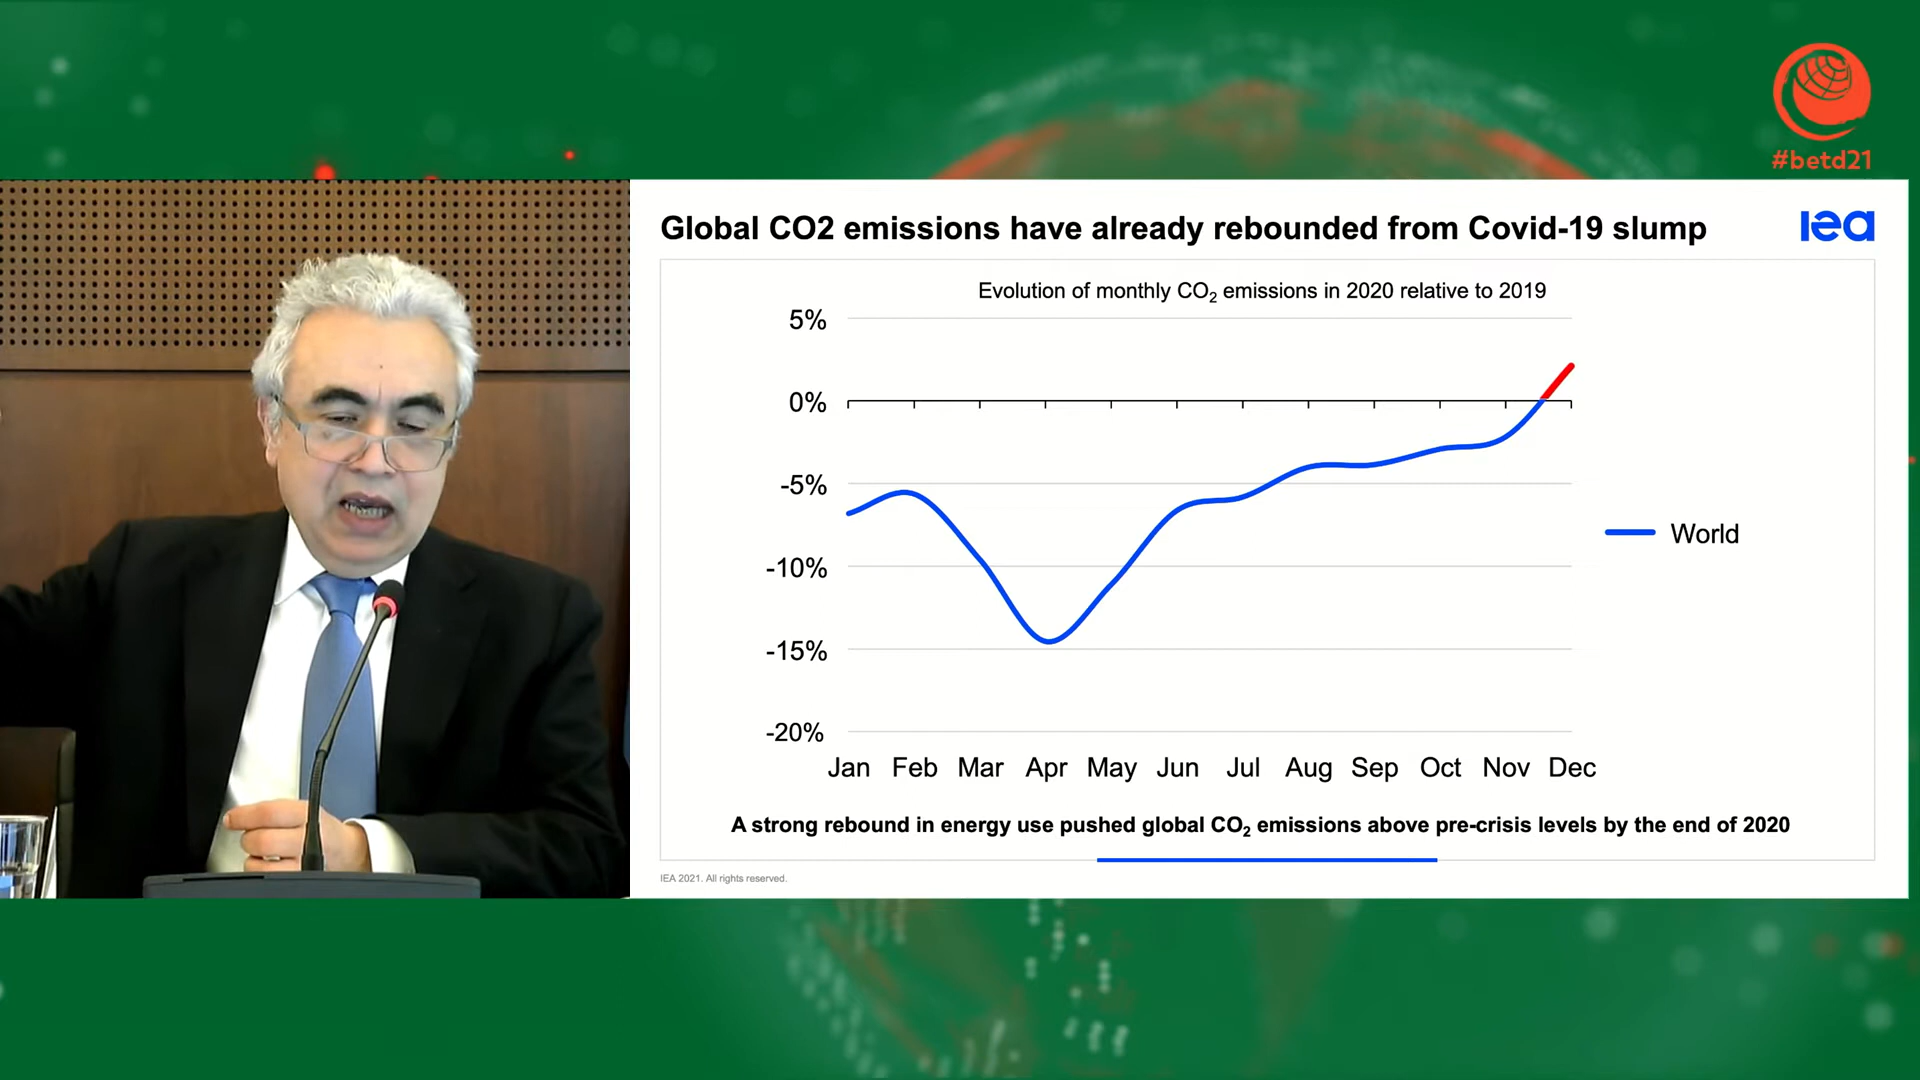 #betd21
Global CO2 emissions have already rebounded from Covid-19 slump
iea
Evolution of monthly CO₂ emissions in 2020 relative to 2019
5%
0%
-5%
-10%
-15%
-20%
Jan Feb Mar Apr May Jun Jul Aug Sep Oct Nov Dec
World
A strong rebound in energy use pushed global CO₂ emissions above pre-crisis levels by the end of 2020
IEA 2021. All rights reserved.